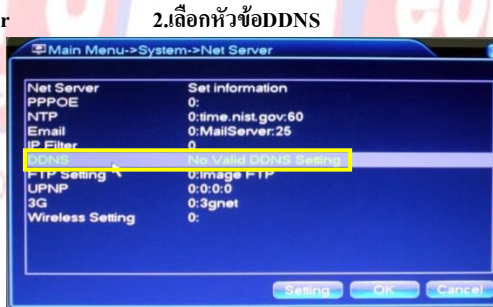 r 2.เลือกหัวข้อDDNS
Main Menu->System->Net Server
Net Server Set information
PPPOE 0:
NTP 0:time.nist.gov:60
Email 0:MailServer:25
IP Filter 0
DDNS No Valid DDNS Setting
FTP Setting 0:Image FTP
UPNP 0:0:0:0
3G 0:3gnet
Wireless Setting 0:
Setting OK Cancel